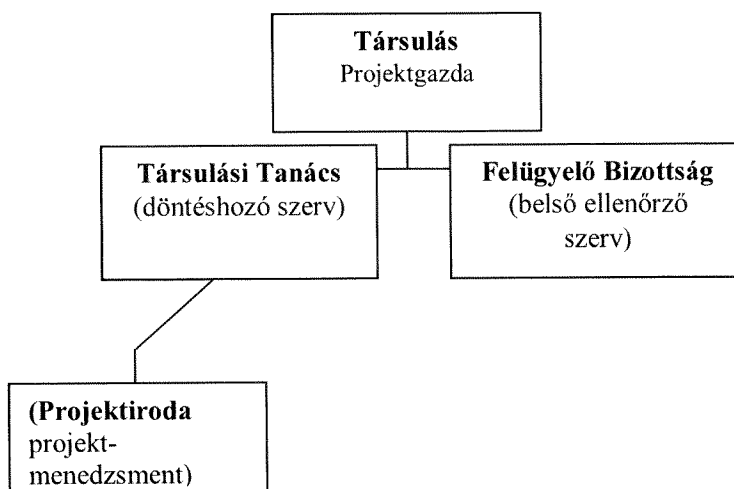 Társulás
Projektgazda
Társulási Tanács
(döntéshozó szerv)
Felügyelő Bizottság
(belső ellenőrző
szerv)
(Projektiroda
projekt-
menedzsment)